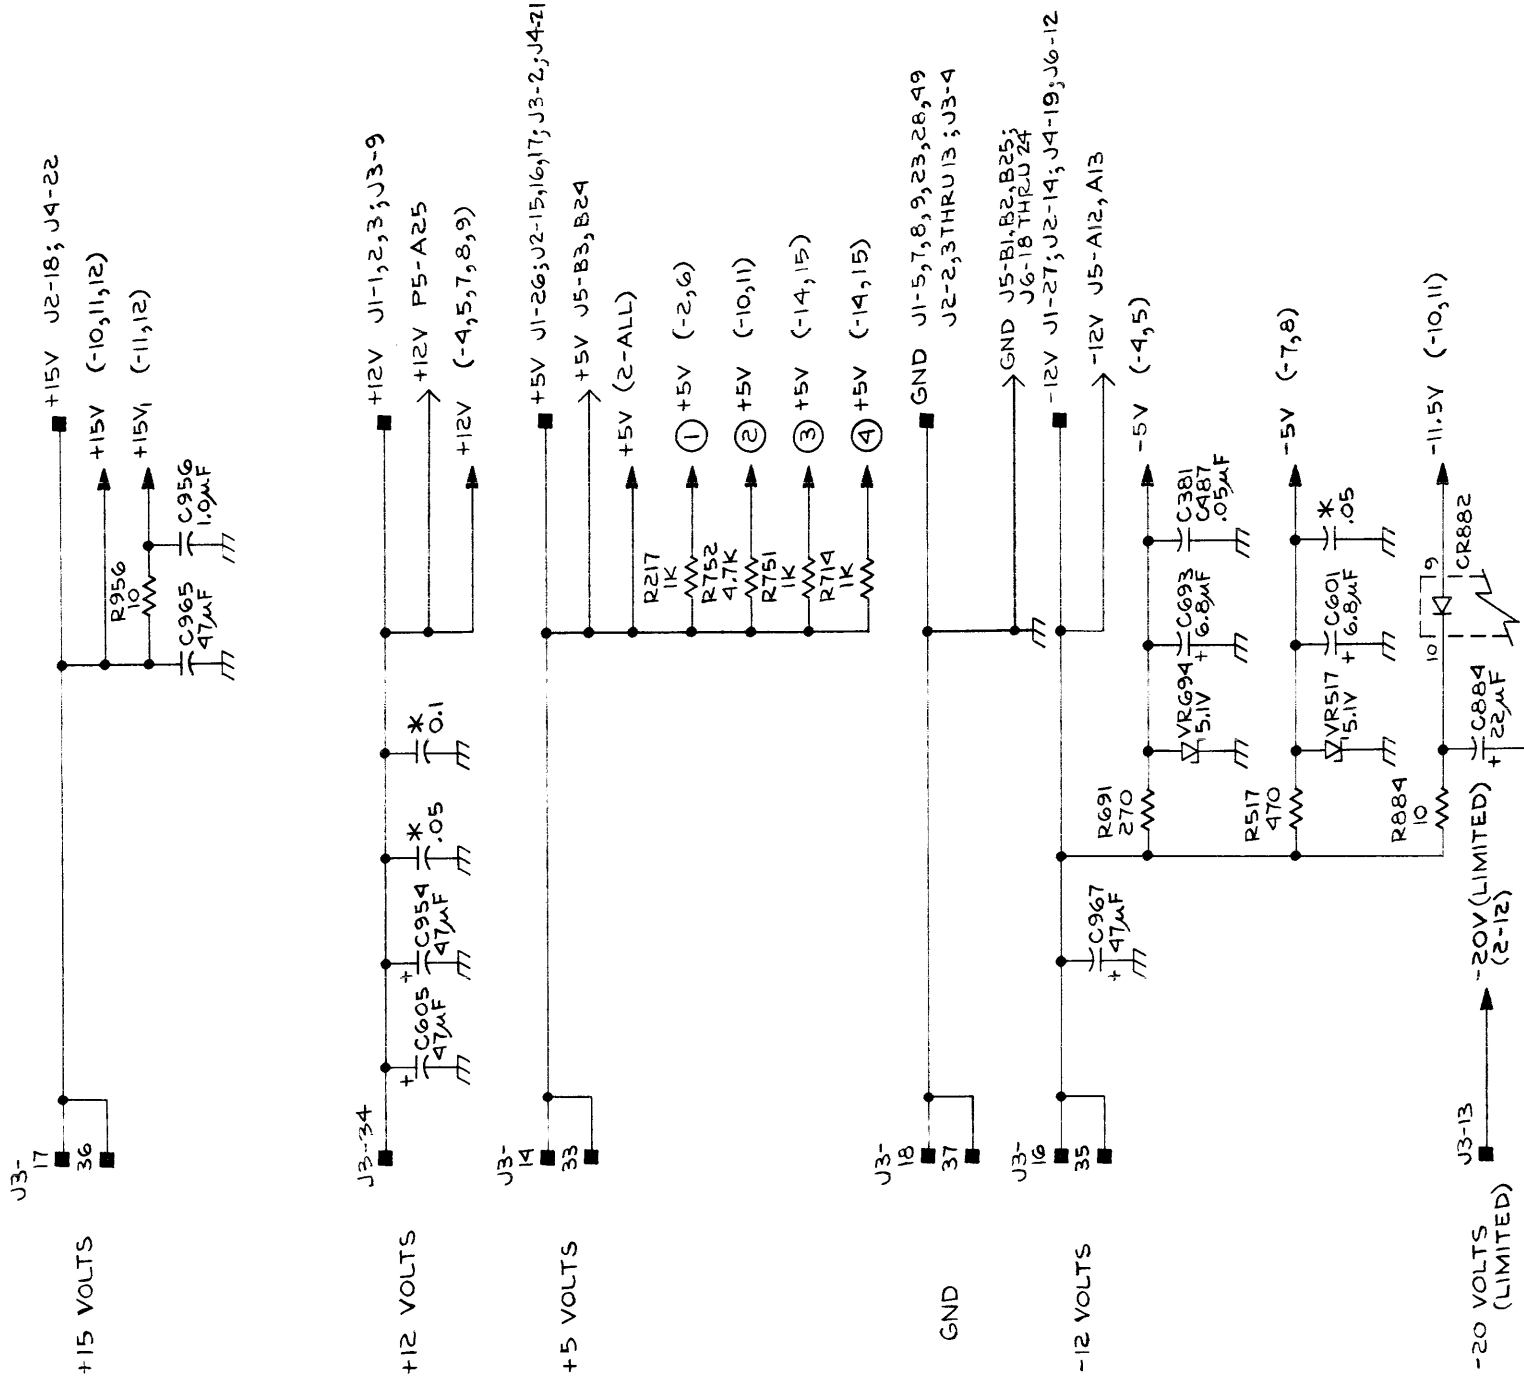 +15 VOLTS
J3-
17
36
+15V J2-18; J4-22
+15V (-10,11,12)
+15V1 (-11,12)
R956
10
C965
47µF
C956
1.0µF
+12 VOLTS
J3-34
+
C605
47µF
+
C954
47µF
*
.05
*
0.1
+12V J1-1,2,3; J3-9
+12V P5-A25
+12V (-4,5,7,8,9)
+5 VOLTS
J3-
14
33
+5V J1-26; J2-15,16,17; J3-2; J4-21
+5V J5-B3, B24
+5V (2-ALL)
R217
1K
1 +5V (-2,6)
R752
4.7K
2 +5V (-10,11)
R751
1K
3 +5V (-14,15)
R714
1K
4 +5V (-14,15)
GND
J3-
18
37
GND J1-5,7,8,9,23,28,49
J2-2,3 THRU 13; J3-4
GND J5-B1, B2, B25;
J6-18 THRU 24
-12 VOLTS
J3-
16
35
-12V J1-27; J2-14; J4-19; J6-12
-12V J5-A12, A13
+
C967
47µF
R691
270
VR694
5.1V
+
C693
6.8µF
C381
C487
.05µF
-5V (-4,5)
R517
470
VR517
5.1V
+
C601
6.8µF
*
.05
-5V (-7,8)
R884
10
+
C884
22µF
10
9
CR882
-11.5V (-10,11)
-20 VOLTS
(LIMITED)
J3-13
-20V (LIMITED)
(2-12)